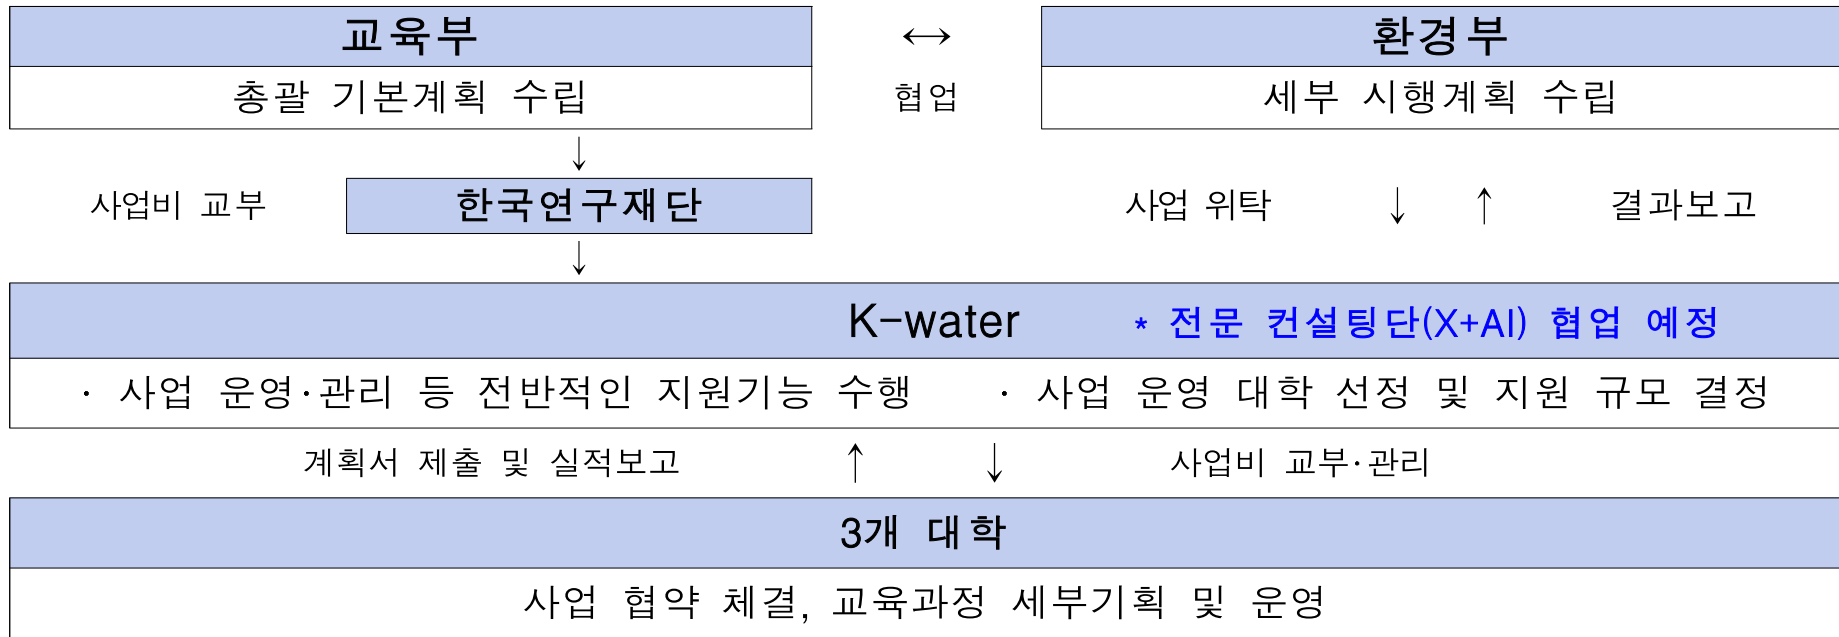 교육부 ↔ 환경부
총괄 기본계획 수립 협업 세부 시행계획 수립
↓
사업비 교부 한국연구재단 사업 위탁 ↓ ↑ 결과보고
↓
K-water * 전문 컨설팅단(X+AI) 협업 예정
· 사업 운영·관리 등 전반적인 지원기능 수행 · 사업 운영 대학 선정 및 지원 규모 결정
계획서 제출 및 실적보고 ↑ ↓ 사업비 교부·관리
3개 대학
사업 협약 체결, 교육과정 세부기획 및 운영